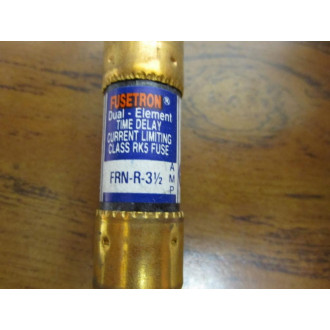 FUSETRON®
Dual - Element
TIME DELAY
CURRENT LIMITING
CLASS RK5 FUSE
FRN-R-3½
AMP